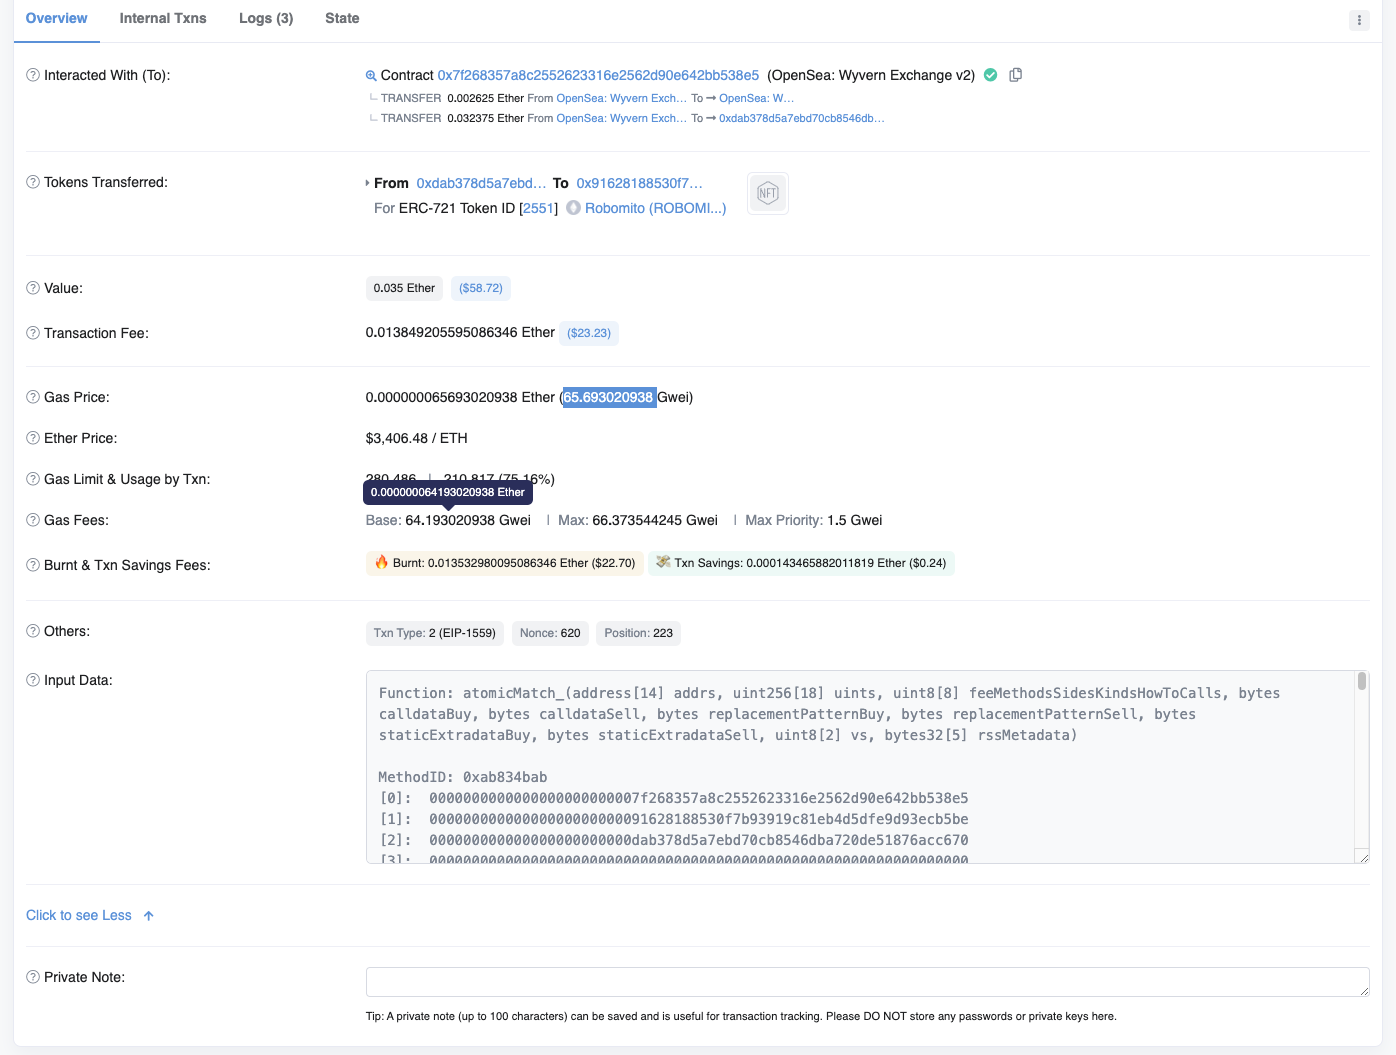 Overview Internal Txns Logs (3) State
Interacted With (To): Contract 0x7f268357a8c2552623316e2562d90e642bb538e5 (OpenSea: Wyvern Exchange v2)
TRANSFER 0.002625 Ether From OpenSea: Wyvern Exch... To → OpenSea: W...
TRANSFER 0.032375 Ether From OpenSea: Wyvern Exch... To → 0xdab378d5a7ebd70cb8546db...
Tokens Transferred: From 0xdab378d5a7ebd... To 0x91628188530f7...
NFT
For ERC-721 Token ID [2551] Robomito (ROBOMI...)
Value: 0.035 Ether ($58.72)
Transaction Fee: 0.013849205595086346 Ether ($23.23)
Gas Price: 0.000000065693020938 Ether (65.693020938 Gwei)
Ether Price: $3,406.48 / ETH
Gas Limit & Usage by Txn: 280,486 | 210,817 (75.16%)
0.000000064193020938 Ether
Gas Fees: Base: 64.193020938 Gwei | Max: 66.373544245 Gwei | Max Priority: 1.5 Gwei
Burnt & Txn Savings Fees: 🔥 Burnt: 0.013532980095086346 Ether ($22.70) 💸 Txn Savings: 0.000143465882011819 Ether ($0.24)
Others: Txn Type: 2 (EIP-1559) Nonce: 620 Position: 223
Input Data:
Function: atomicMatch_(address[14] addrs, uint256[18] uints, uint8[8] feeMethodsSidesKindsHowToCalls, bytes
calldataBuy, bytes calldataSell, bytes replacementPatternBuy, bytes replacementPatternSell, bytes
staticExtradataBuy, bytes staticExtradataSell, uint8[2] vs, bytes32[5] rssMetadata)
MethodID: 0xab834bab
[0]: 0000000000000000000000007f268357a8c2552623316e2562d90e642bb538e5
[1]: 00000000000000000000000091628188530f7b93919c81eb4d5dfe9d93ecb5be
[2]: 000000000000000000000000dab378d5a7ebd70cb8546dba720de51876acc670
[3]: 0000000000000000000000000000000000000000000000000000000000000000
Click to see Less ↑
Private Note:
Tip: A private note (up to 100 characters) can be saved and is useful for transaction tracking. Please DO NOT store any passwords or private keys here.